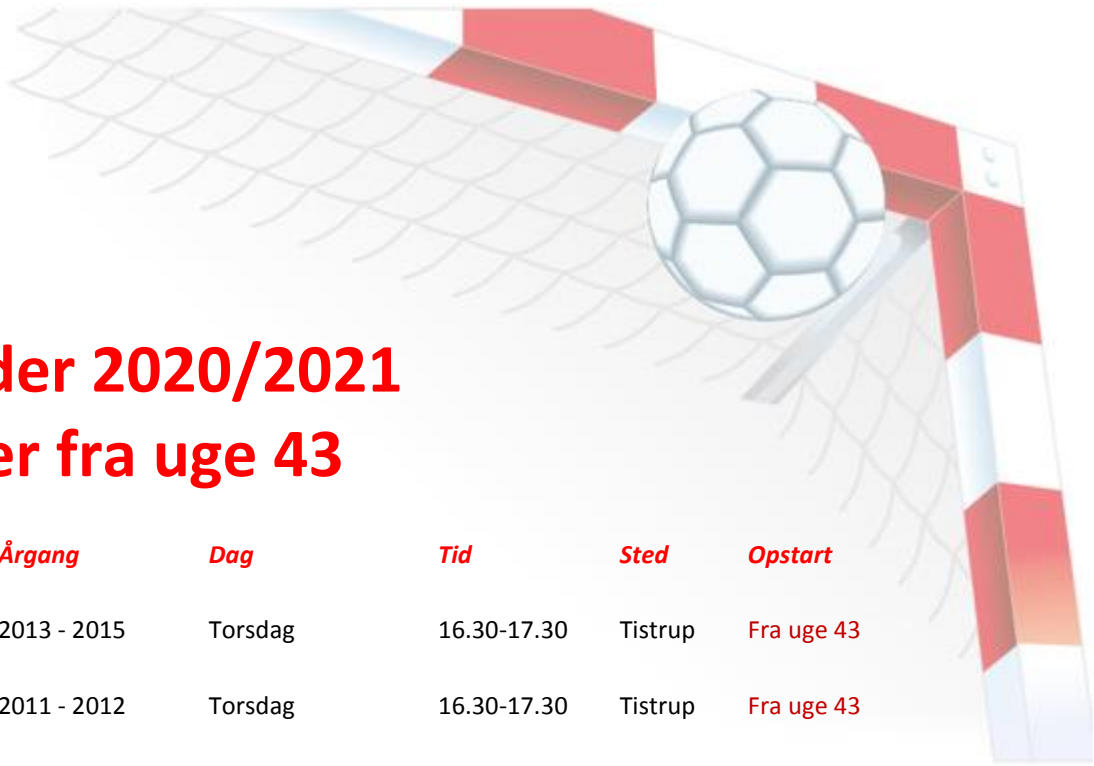 der 2020/2021
er fra uge 43
Årgang Dag Tid Sted Opstart
2013 - 2015 Torsdag 16.30-17.30 Tistrup Fra uge 43
2011 - 2012 Torsdag 16.30-17.30 Tistrup Fra uge 43